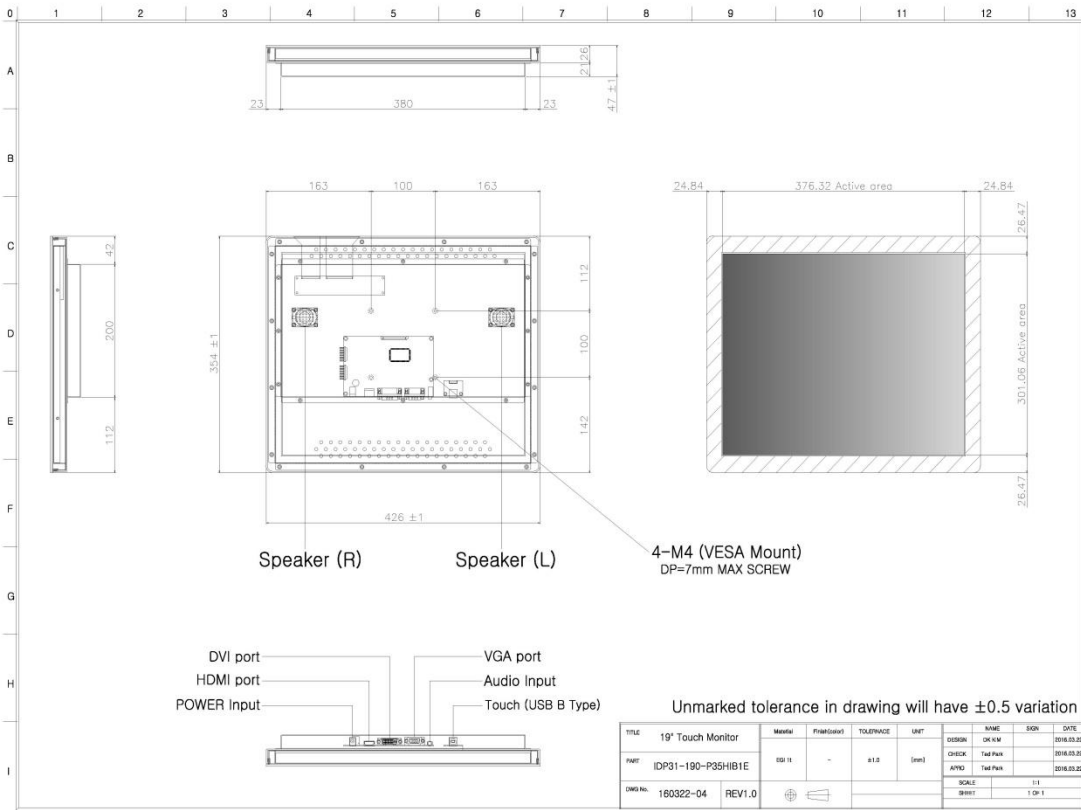 0 1 2 3 4 5 6 7 8 9 10 11 12 13
A
B
C
D
E
F
G
H
I
23 380 23
26
21
47 ±1
163 100 163
42
200
112
354 ±1
112
100
142
426 ±1
24.84 376.32 Active area 24.84
26.47
301.06 Active area
26.47
Speaker (R)
Speaker (L)
4-M4 (VESA Mount)
DP=7mm MAX SCREW
DVI port
HDMI port
POWER Input
VGA port
Audio Input
Touch (USB B Type)
Unmarked tolerance in drawing will have ±0.5 variation
TITLE 19" Touch Monitor
PART IDP31-190-P35HIB1E
DWG No. 160322-04 REV1.0
Material Finish(color) TOLERNACE UNIT
- ±1.0 (mm)
NAME SIGN DATE
DESIGN OK KIM
CHECK Ted Park
APRO Ted Park
SCALE 1:1
SHEET 1 OF 1